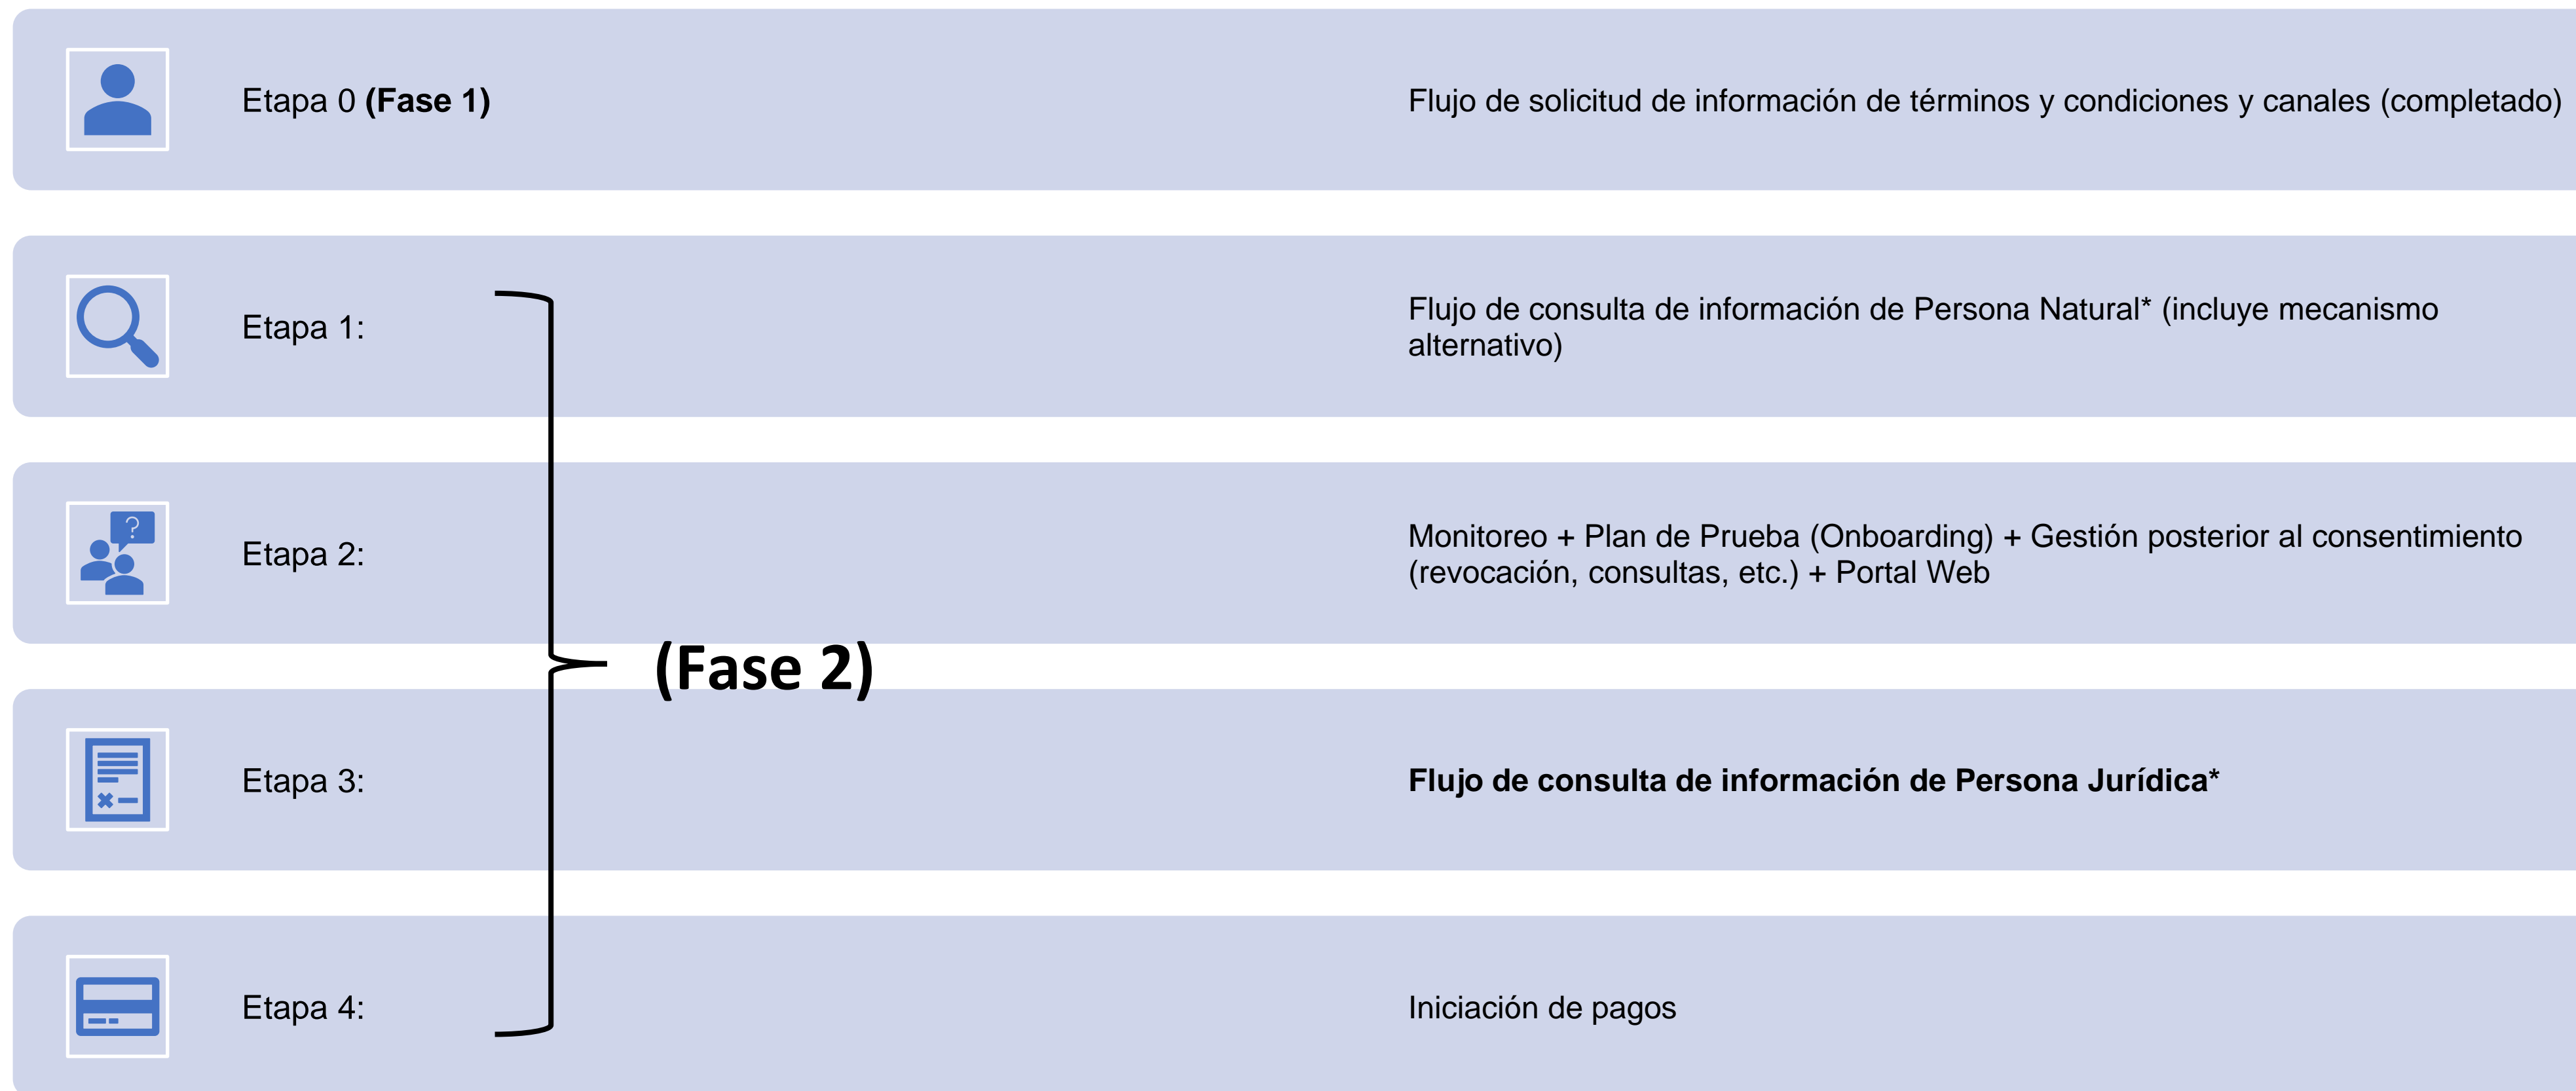 Etapa 0 (Fase 1)
Flujo de solicitud de información de términos y condiciones y canales (completado)
Etapa 1:
Flujo de consulta de información de Persona Natural* (incluye mecanismo
alternativo)
?
Etapa 2:
Monitoreo + Plan de Prueba (Onboarding) + Gestión posterior al consentimiento
(revocación, consultas, etc.) + Portal Web
(Fase 2)
Etapa 3:
Flujo de consulta de información de Persona Jurídica*
Etapa 4:
Iniciación de pagos